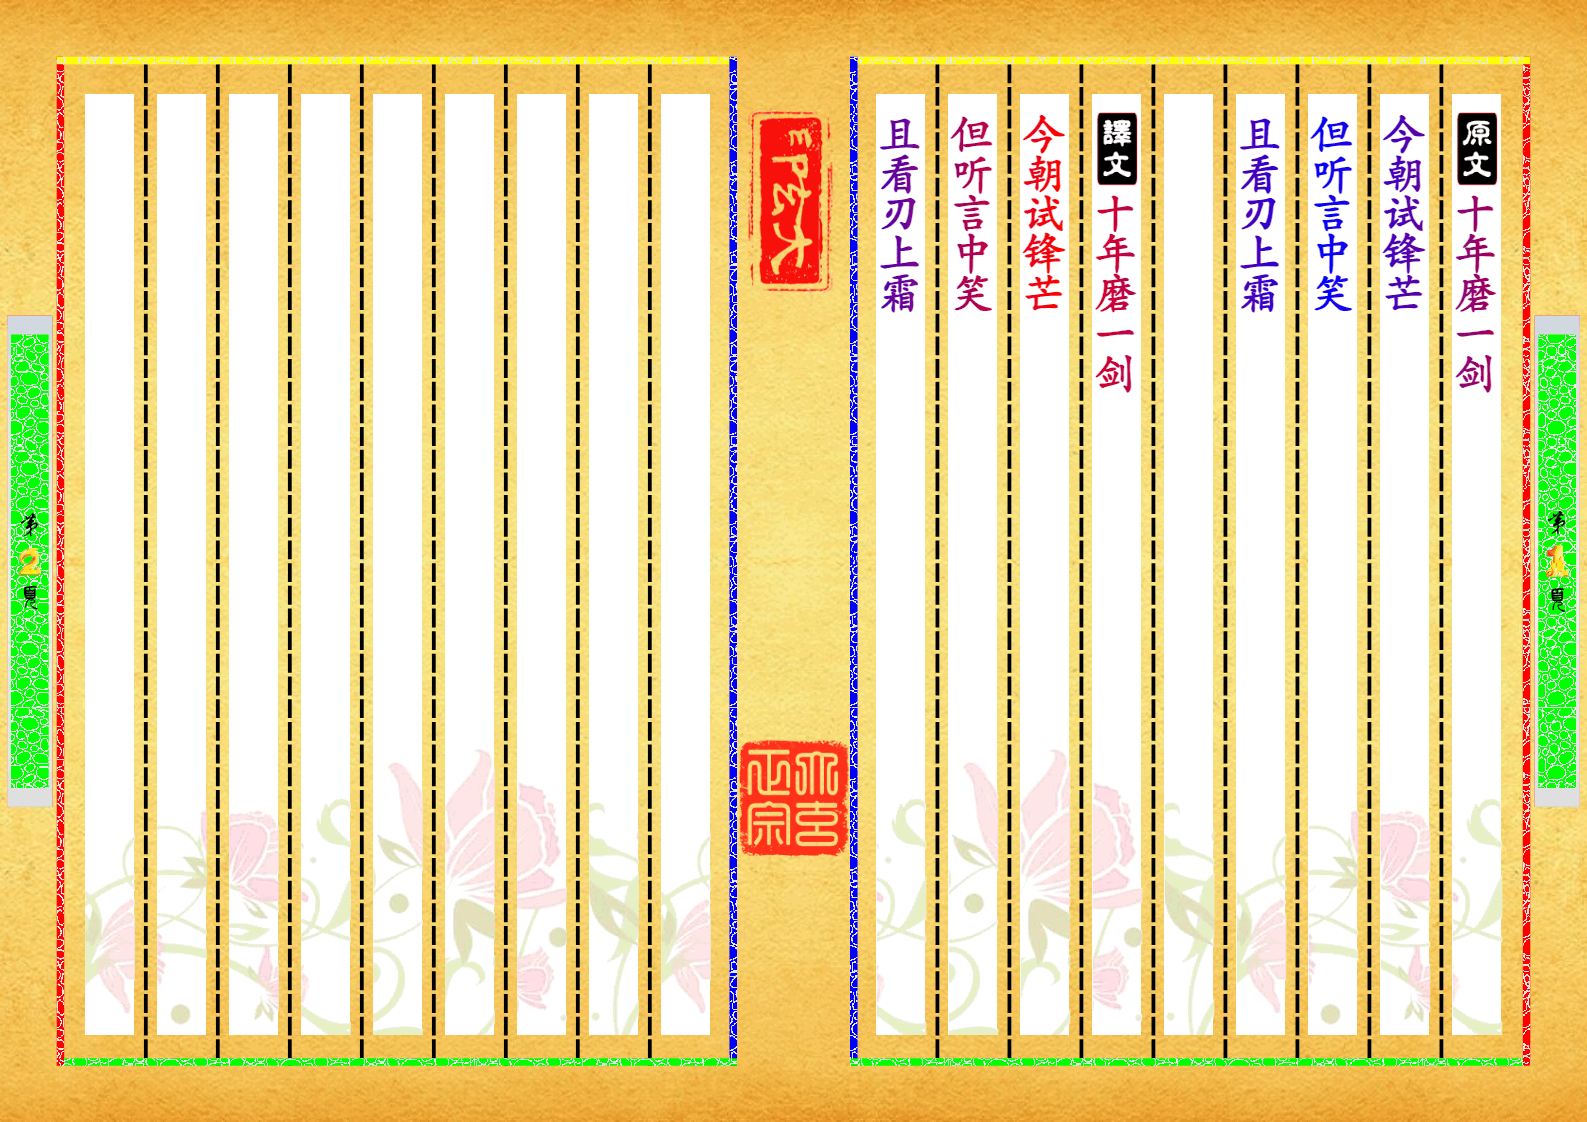 原文十年磨一剑
今朝试锋芒
但听言中笑
且看刃上霜
譯文十年磨一剑
今朝试锋芒
但听言中笑
且看刃上霜
第1頁
第2頁